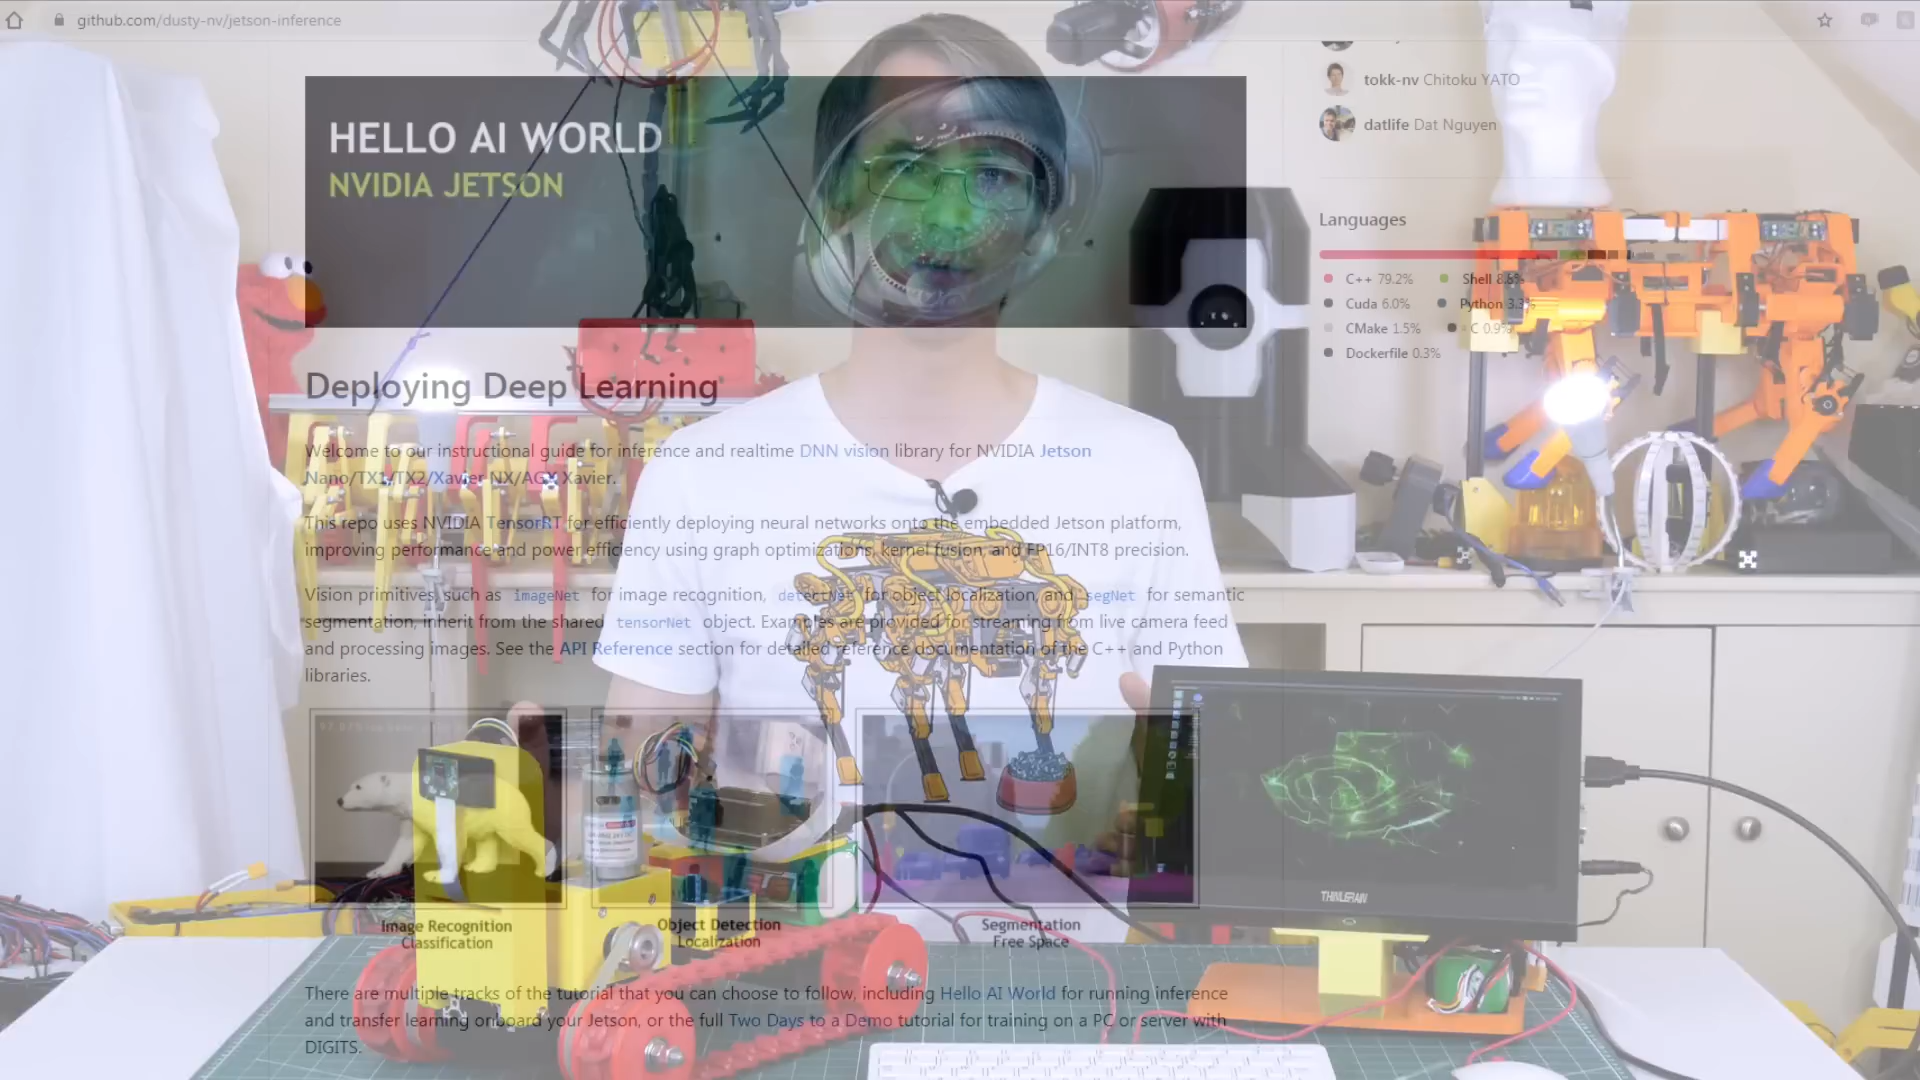 github.com/dusty-nv/jetson-inference
tokk-nv Chitoku YATO
datlife Dat Nguyen
HELLO AI WORLD
NVIDIA JETSON
Languages
C++ 79.2%
Shell 8.5%
Cuda 6.0%
Python 3.3%
CMake 1.5%
C 0.9%
Dockerfile 0.3%
Deploying Deep Learning
Welcome to our instructional guide for inference and realtime DNN vision library for NVIDIA Jetson
Nano/TX1/TX2/Xavier NX/AGX Xavier.
This repo uses NVIDIA TensorRT for efficiently deploying neural networks onto the embedded Jetson platform,
improving performance and power efficiency using graph optimizations, kernel fusion, and FP16/INT8 precision.
Vision primitives, such as imageNet for image recognition, detectNet for object localization, and segNet for semantic
segmentation, inherit from the shared tensorNet object. Examples are provided for streaming from live camera feed
and processing images. See the API Reference section for detailed reference documentation of the C++ and Python
libraries.
Image Recognition
Classification
Object Detection
Localization
Segmentation
Free Space
There are multiple tracks of the tutorial that you can choose to follow, including Hello AI World for running inference
and transfer learning onboard your Jetson, or the full Two Days to a Demo tutorial for training on a PC or server with
DIGITS.